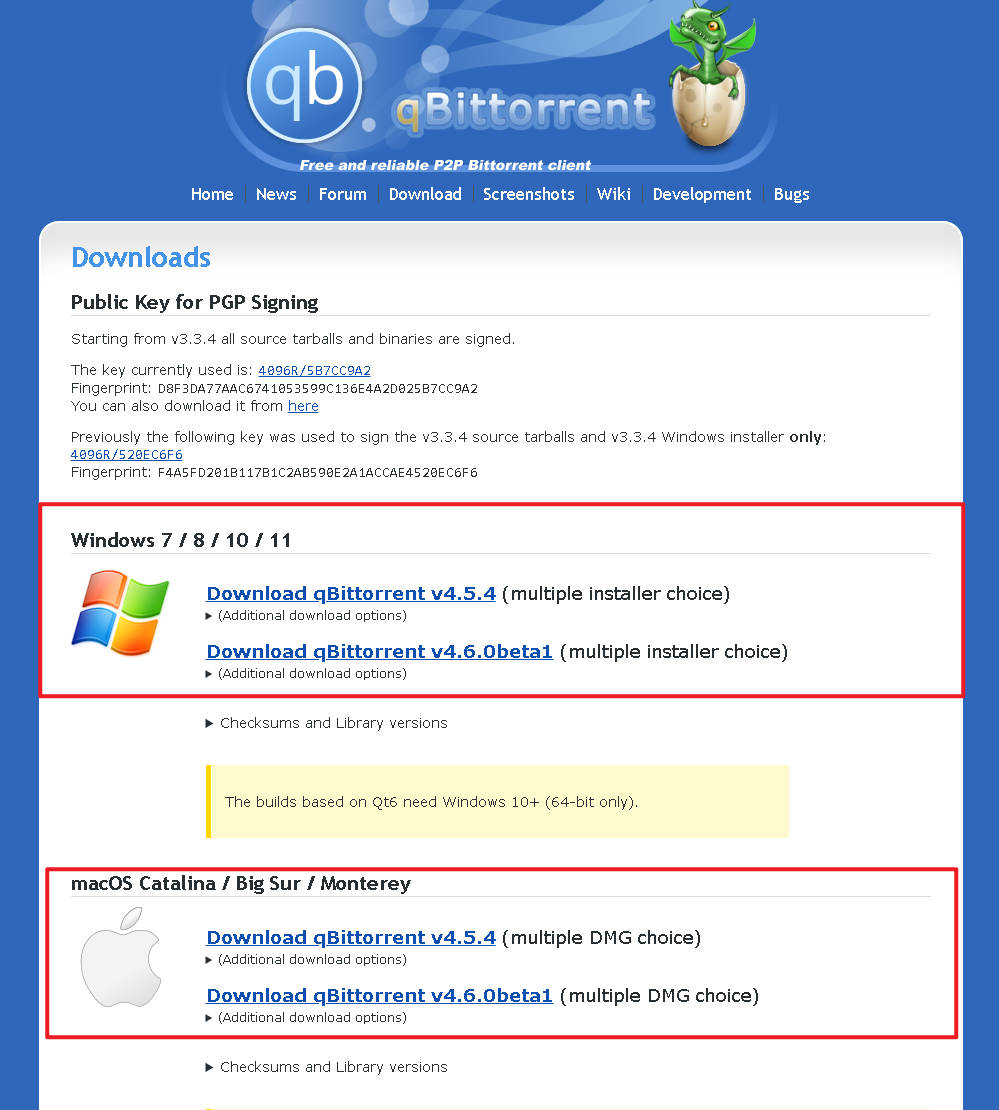 qb
qBittorrent
Free and reliable P2P Bittorrent client
Home News Forum Download Screenshots Wiki Development Bugs
Downloads
Public Key for PGP Signing
Starting from v3.3.4 all source tarballs and binaries are signed.
The key currently used is: 4096R/5B7CC9A2
Fingerprint: D8F3DA77AAC6741053599C136E4A2D025B7CC9A2
You can also download it from here
Previously the following key was used to sign the v3.3.4 source tarballs and v3.3.4 Windows installer only:
4096R/520EC6F6
Fingerprint: F4A5FD201B117B1C2AB590E2A1ACCAE4520EC6F6
Windows 7 / 8 / 10 / 11
Download qBittorrent v4.5.4 (multiple installer choice)
(Additional download options)
Download qBittorrent v4.6.0beta1 (multiple installer choice)
(Additional download options)
Checksums and Library versions
The builds based on Qt6 need Windows 10+ (64-bit only).
macOS Catalina / Big Sur / Monterey
Download qBittorrent v4.5.4 (multiple DMG choice)
(Additional download options)
Download qBittorrent v4.6.0beta1 (multiple DMG choice)
(Additional download options)
Checksums and Library versions